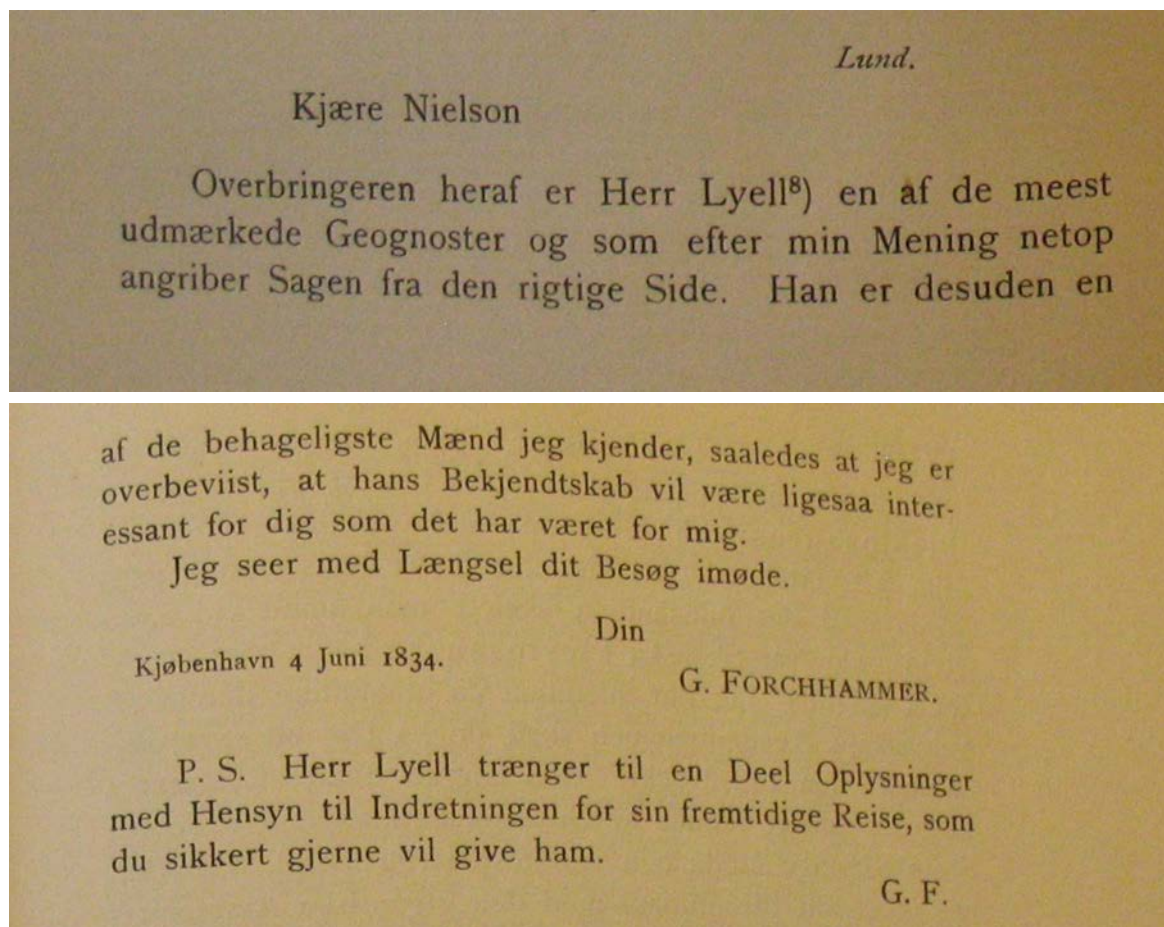 Lund.
Kjære Nielson
Overbringeren heraf er Herr Lyell⁸) en af de meest
udmærkede Geognoster og som efter min Mening netop
angriber Sagen fra den rigtige Side. Han er desuden en
af de behageligste Mænd jeg kjender, saaledes at jeg er
overbeviist, at hans Bekjendtskab vil være ligesaa inter-
essant for dig som det har været for mig.
Jeg seer med Længsel dit Besøg imøde.
Din
Kjøbenhavn 4 Juni 1834.
G. FORCHHAMMER.
P. S. Herr Lyell trænger til en Deel Oplysninger
med Hensyn til Indretningen for sin fremtidige Reise, som
du sikkert gjerne vil give ham.
G. F.